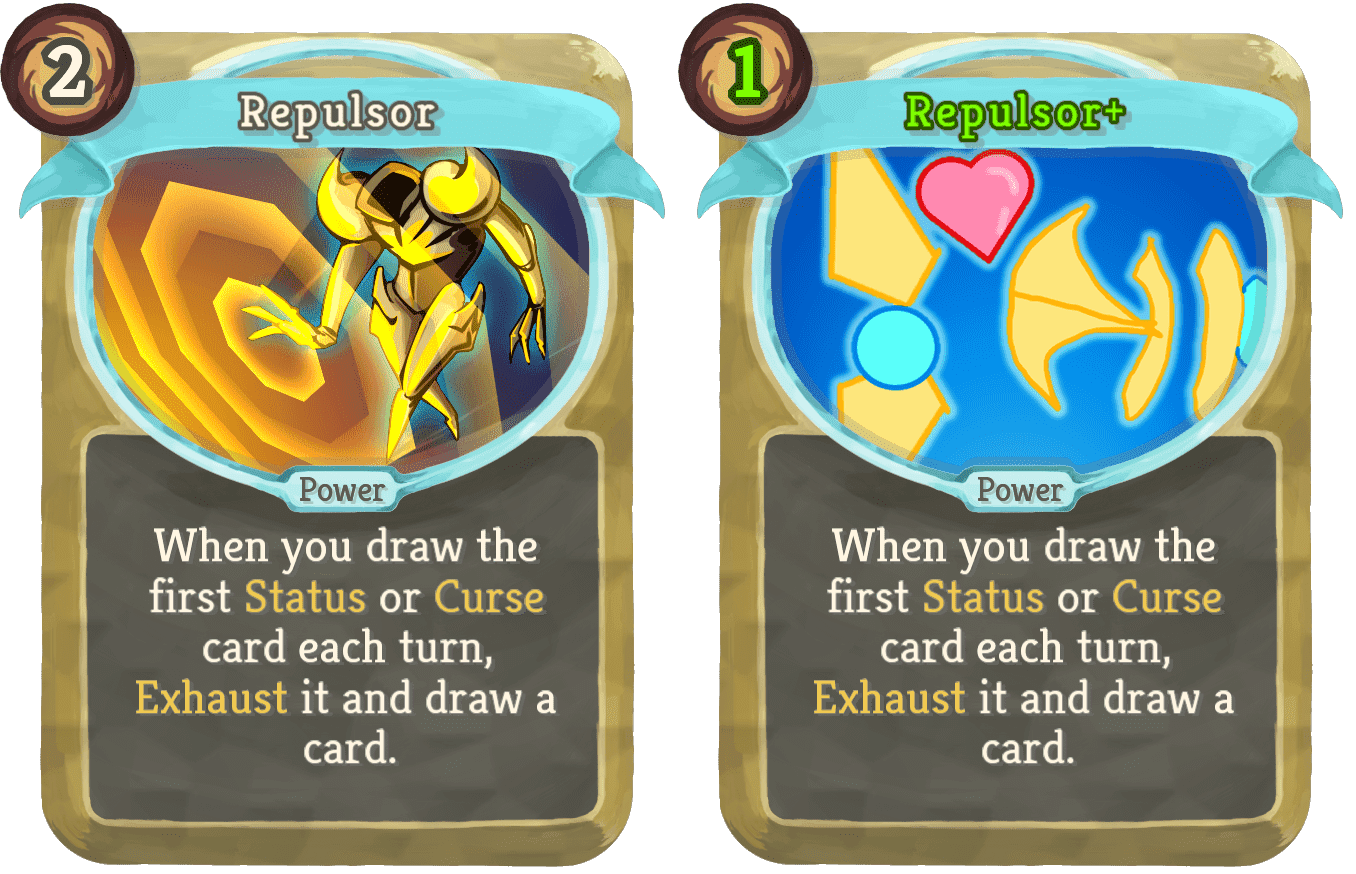 2
Repulsor
Power
When you draw the
first Status or Curse
card each turn,
Exhaust it and draw a
card.
1
Repulsor+
Power
When you draw the
first Status or Curse
card each turn,
Exhaust it and draw a
card.